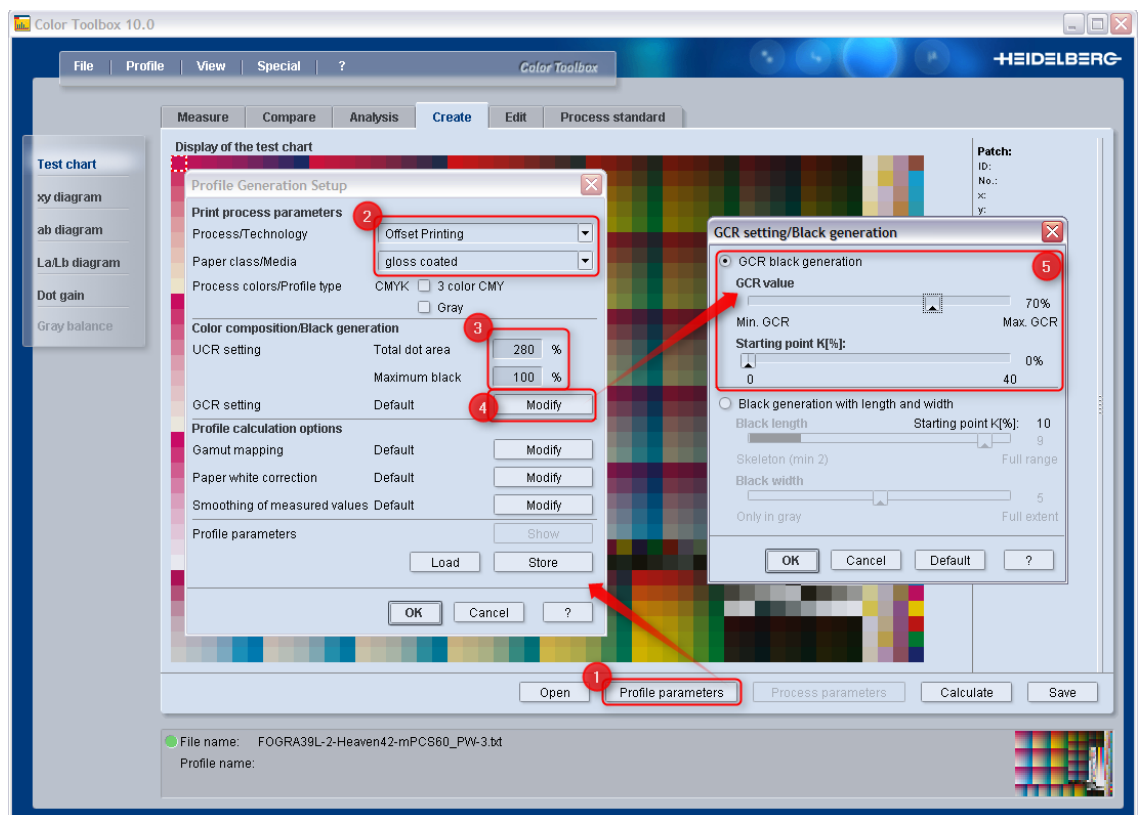 Color Toolbox 10.0
File Profile View Special ? Color Toolbox HEIDELBERG
Measure Compare Analysis Create Edit Process standard
Test chart
xy diagram
ab diagram
La/Lb diagram
Dot gain
Gray balance
Display of the test chart
Patch:
ID:
No.:
x:
y:
Profile Generation Setup
Print process parameters
2
Process/Technology Offset Printing
Paper class/Media gloss coated
Process colors/Profile type CMYK 3 color CMY
Gray
Color composition/Black generation
3
UCR setting Total dot area 280 %
Maximum black 100 %
GCR setting Default 4 Modify
Profile calculation options
Gamut mapping Default Modify
Paper white correction Default Modify
Smoothing of measured values Default Modify
Profile parameters Show
Load Store
OK Cancel ?
GCR setting/Black generation
GCR black generation 5
GCR value
70%
Min. GCR Max. GCR
Starting point K[%]:
0%
0 40
Black generation with length and width
Black length Starting point K[%]: 10
9
Skeleton (min 2) Full range
Black width
5
Only in gray Full extent
OK Cancel Default ?
1
Open Profile parameters Process parameters Calculate Save
File name: FOGRA39L-2-Heaven42-mPCS60_PW-3.txt
Profile name: